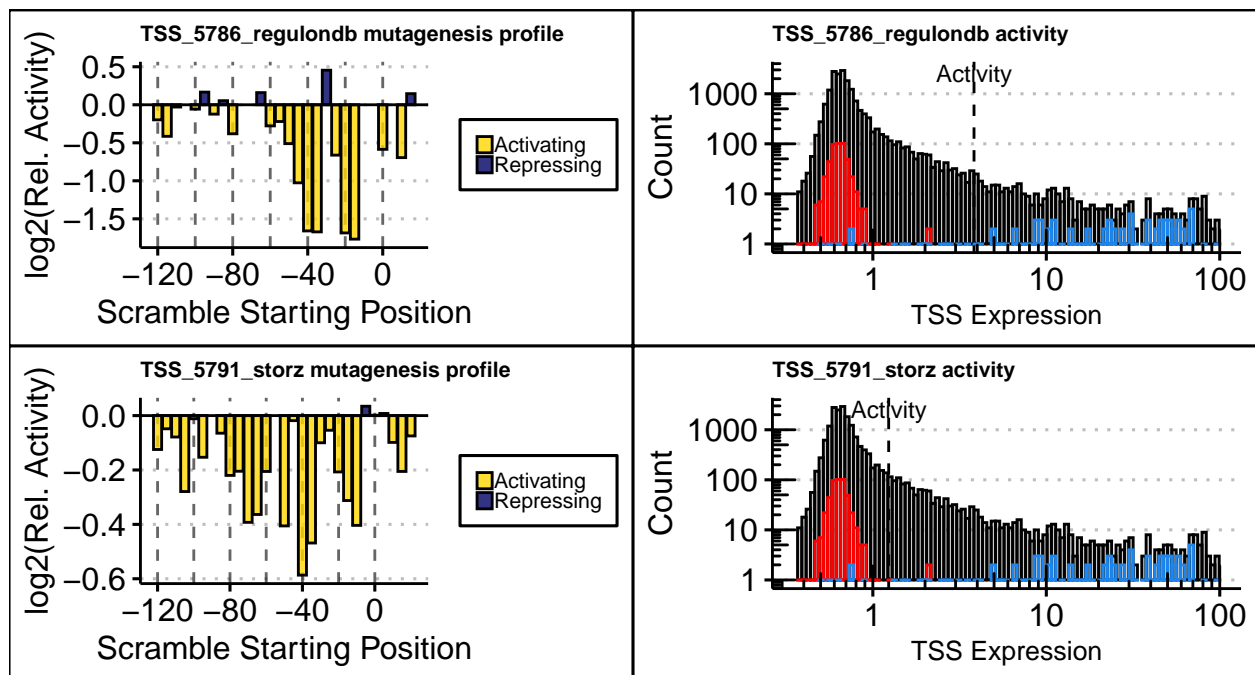 TSS_5786_regulondb mutagenesis profile
log2(Rel. Activity)
0.5
0.0
−0.5
−1.0
−1.5
−120 −80 −40 0
Scramble Starting Position
Activating
Repressing
TSS_5786_regulondb activity
Activity
Count
1000
100
10
1
1 10 100
TSS Expression
TSS_5791_storz mutagenesis profile
log2(Rel. Activity)
0.0
−0.2
−0.4
−0.6
−120 −80 −40 0
Scramble Starting Position
Activating
Repressing
TSS_5791_storz activity
Activity
Count
1000
100
10
1
1 10 100
TSS Expression